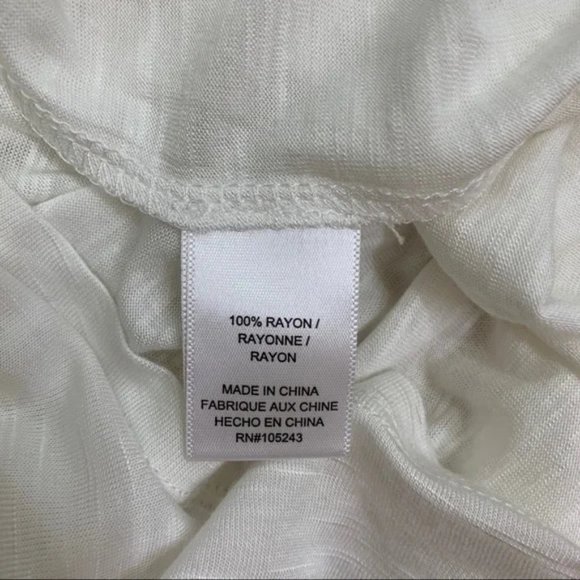 100% RAYON /
RAYONNE /
RAYON
MADE IN CHINA
FABRIQUE AUX CHINE
HECHO EN CHINA
RN#105243